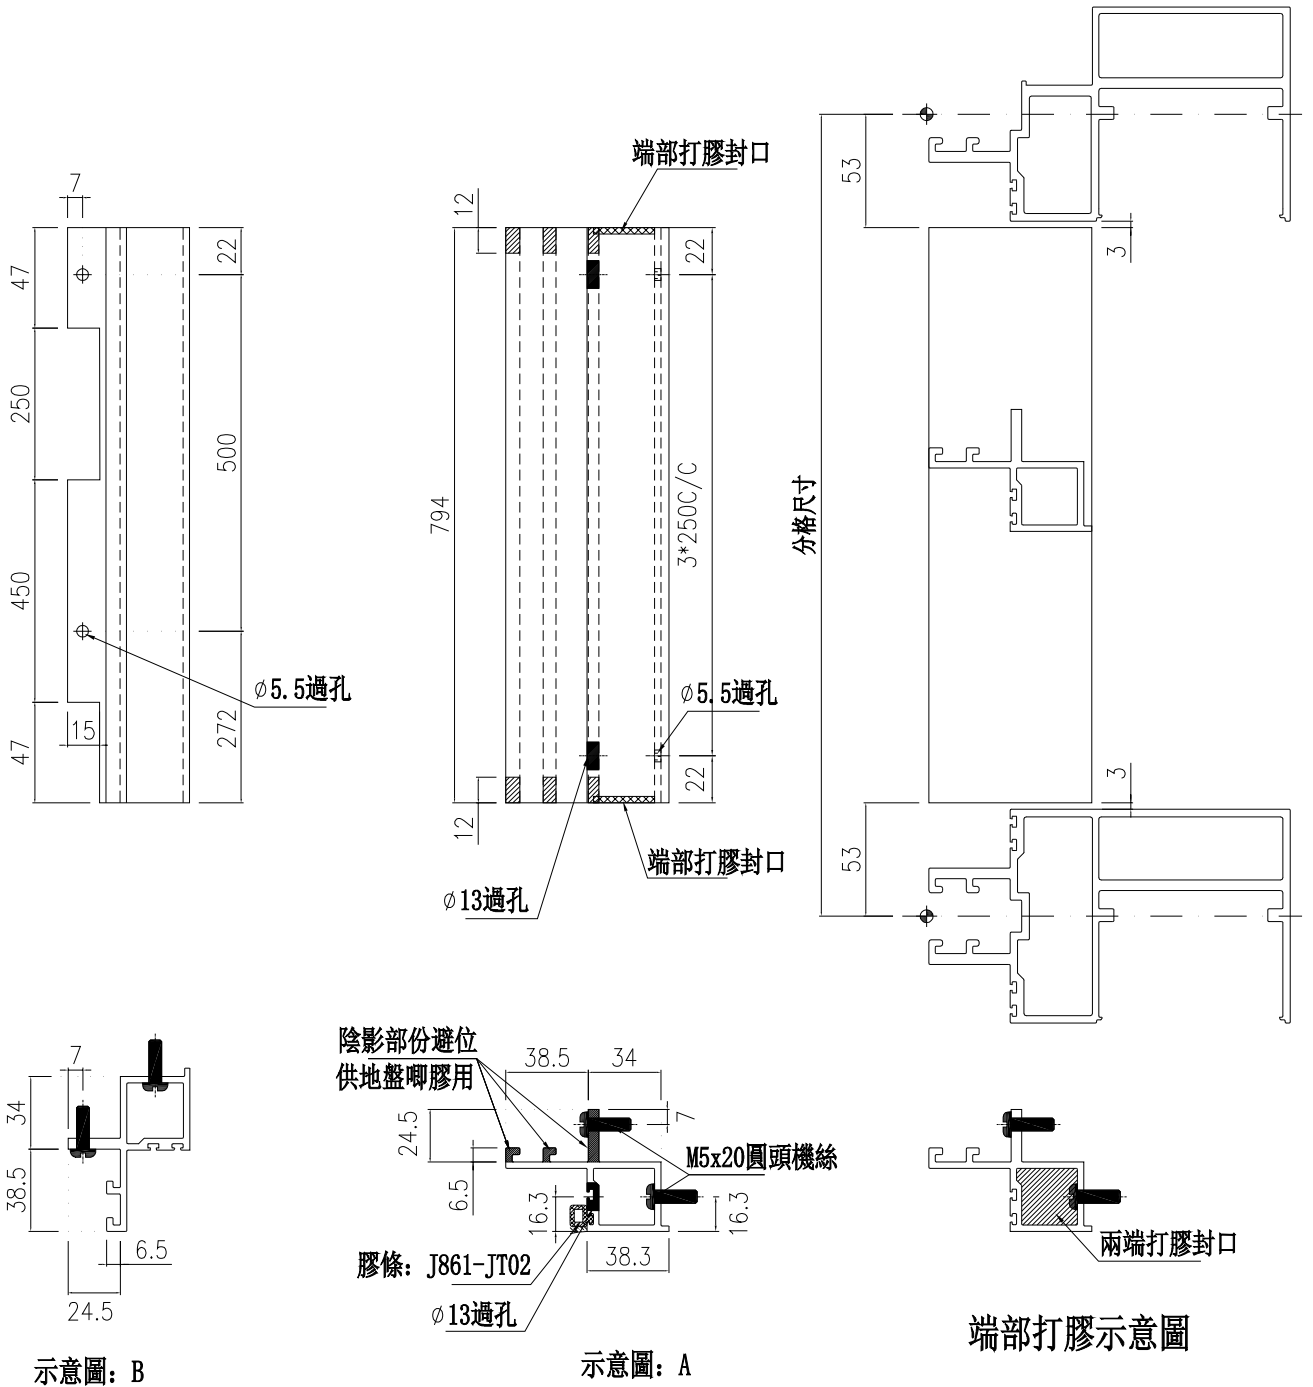 7
22
47
250
500
450
Ø5.5過孔
15
272
47
端部打膠封口
12
22
794
3*250C/C
Ø5.5過孔
22
12
端部打膠封口
Ø13過孔
53
3
分格尺寸
3
53
7
34
38.5
6.5
24.5
示意圖: B
陰影部份避位
供地盤唧膠用
38.5
34
24.5
7
M5x20圓頭機絲
6.5
16.3
16.3
38.3
膠條: J861-JT02
Ø13過孔
示意圖: A
兩端打膠封口
端部打膠示意圖